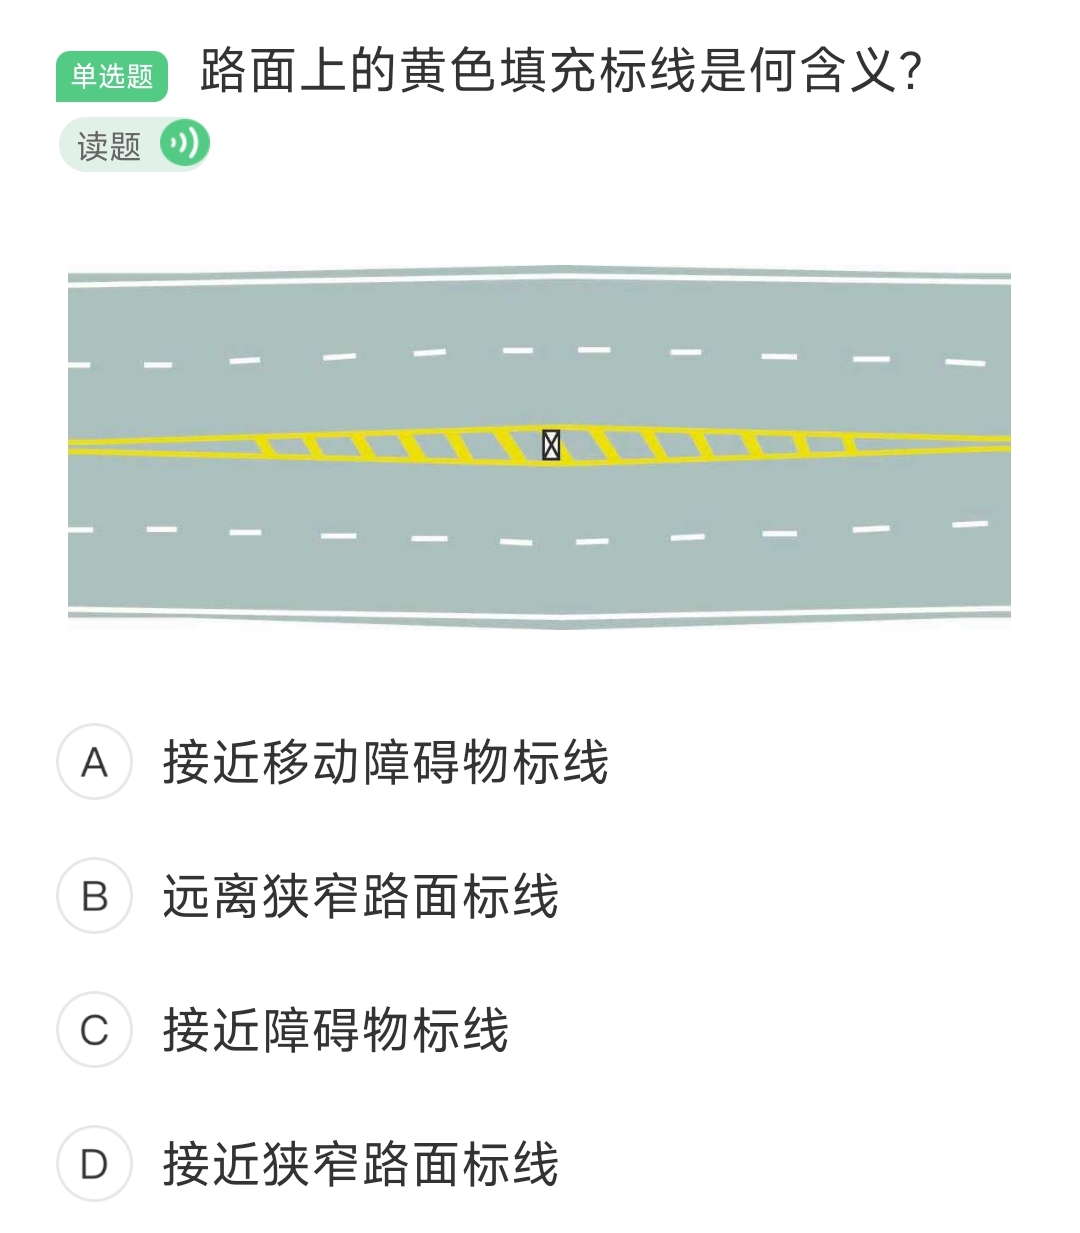 单选题 路面上的黄色填充标线是何含义?
读题
A 接近移动障碍物标线
B 远离狭窄路面标线
C 接近障碍物标线
D 接近狭窄路面标线